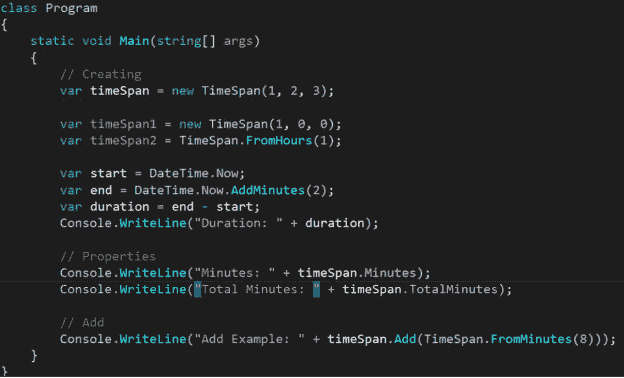 class Program
{
static void Main(string[] args)
{
// Creating
var timeSpan = new TimeSpan(1, 2, 3);
var timeSpan1 = new TimeSpan(1, 0, 0);
var timeSpan2 = TimeSpan.FromHours(1);
var start = DateTime.Now;
var end = DateTime.Now.AddMinutes(2);
var duration = end - start;
Console.WriteLine("Duration: " + duration);
// Properties
Console.WriteLine("Minutes: " + timeSpan.Minutes);
Console.WriteLine("Total Minutes: " + timeSpan.TotalMinutes);
// Add
Console.WriteLine("Add Example: " + timeSpan.Add(TimeSpan.FromMinutes(8)));
}
}